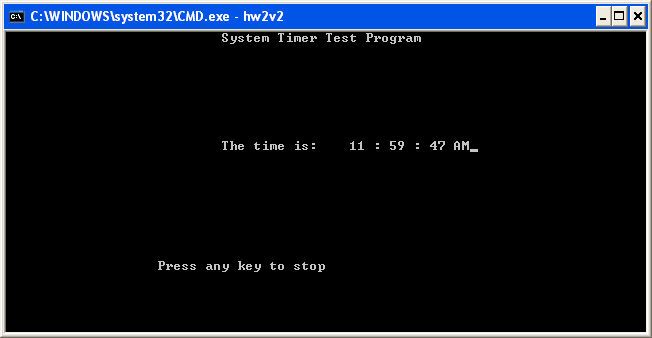 C:\WINDOWS\system32\CMD.exe - hw2v2
System Timer Test Program
The time is: 11 : 59 : 47 AM_
Press any key to stop